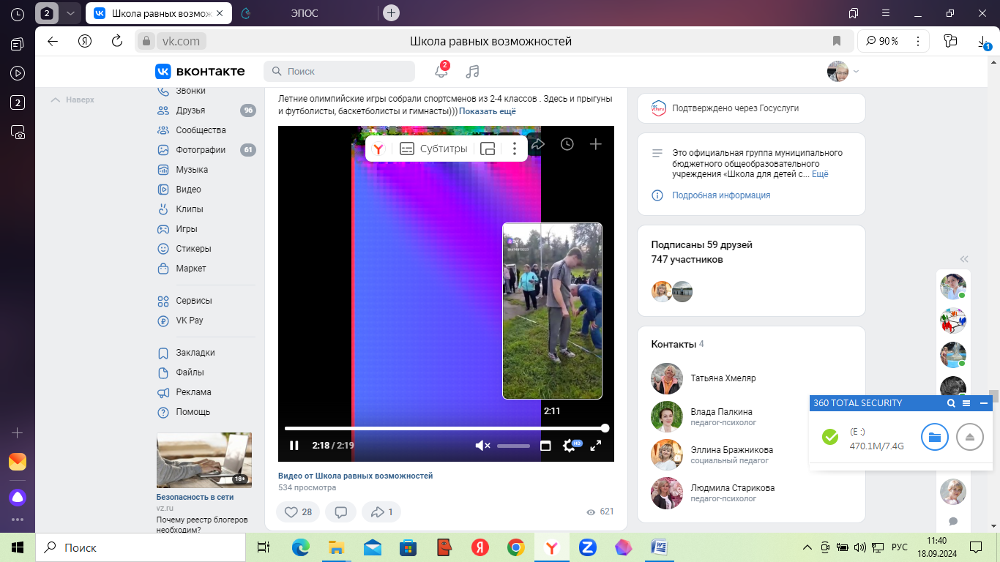 2
Школа равных возмож
ЭПОС
vk.com
Школа равных возможностей
90 %
1
2
вконтакте
Поиск
2
Наверх
Звонки
Друзья 96
Сообщества
Фотографии 61
Музыка
Видео
Клипы
Игры
Стикеры
Маркет
Сервисы
VK Pay
Закладки
Файлы
Реклама
Помощь
18+
Безопасность в сети
vz.ru
Почему реестр блогеров
необходим?
Летние олимпийские игры собрали спортсменов из 2-4 классов . Здесь и прыгуны
и футболисты, баскетболисты и гимнасты))) Показать ещё
Субтитры
2:11
2:18 / 2:19
HD
Видео от Школа равных возможностей
534 просмотра
28
1
621
гос
услуги
Подтверждено через Госуслуги
Это официальная группа муниципального
бюджетного общеобразовательного
учреждения «Школа для детей с... Ещё
Подробная информация
Подписаны 59 друзей
747 участников
Контакты 4
Татьяна Хмеляр
Влада Палкина
педагог-психолог
Эллина Бражникова
социальный педагог
Людмила Старикова
педагог-психолог
360 TOTAL SECURITY
(E :)
470.1M/7.4G
Поиск
РУС
11:40
18.09.2024